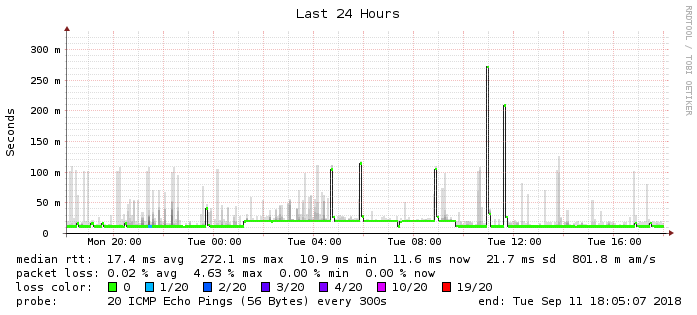 Last 24 Hours
RRDTOOL / TOBI OETIKER
Seconds
300 m
250 m
200 m
150 m
100 m
50 m
0
Mon 20:00 Tue 00:00 Tue 04:00 Tue 08:00 Tue 12:00 Tue 16:00
median rtt: 17.4 ms avg 272.1 ms max 10.9 ms min 11.6 ms now 21.7 ms sd 801.8 m am/s
packet loss: 0.02 % avg 4.63 % max 0.00 % min 0.00 % now
loss color: 0 1/20 2/20 3/20 4/20 10/20 19/20
probe: 20 ICMP Echo Pings (56 Bytes) every 300s end: Tue Sep 11 18:05:07 2018